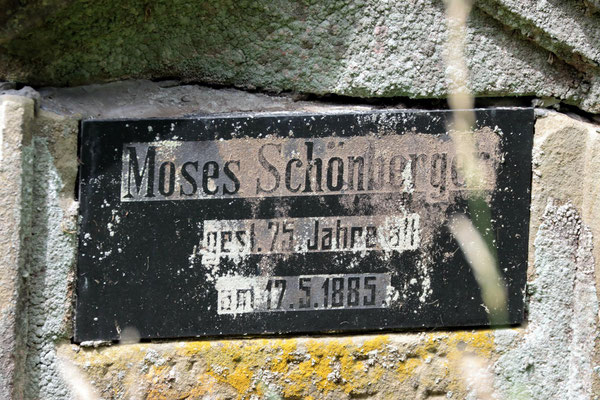 Moses Schönberger
gest. 75 Jahre alt
am 17.5.1885.